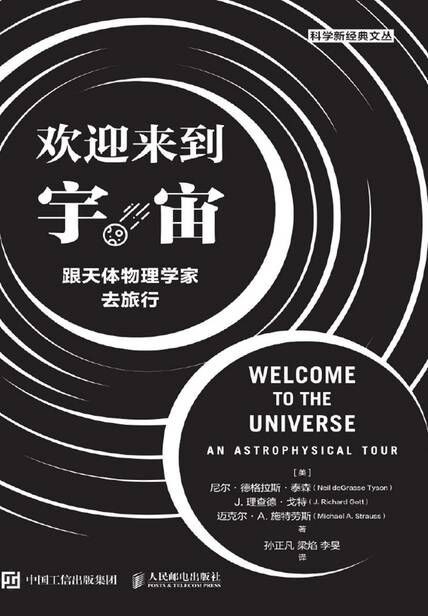 科学新经典文丛
欢迎来到
宇宙
跟天体物理学家
去旅行
WELCOME
TO THE
UNIVERSE
AN ASTROPHYSICAL TOUR
[美]
尼尔·德格拉斯·泰森(Neil deGrasse Tyson)
J. 理查德·戈特(J. Richard Gott)
迈克尔·A. 施特劳斯(Michael A. Strauss)
著
孙正凡 梁焰 李旻
译
中国工信出版集团 人民邮电出版社
POSTS & TELECOM PRESS